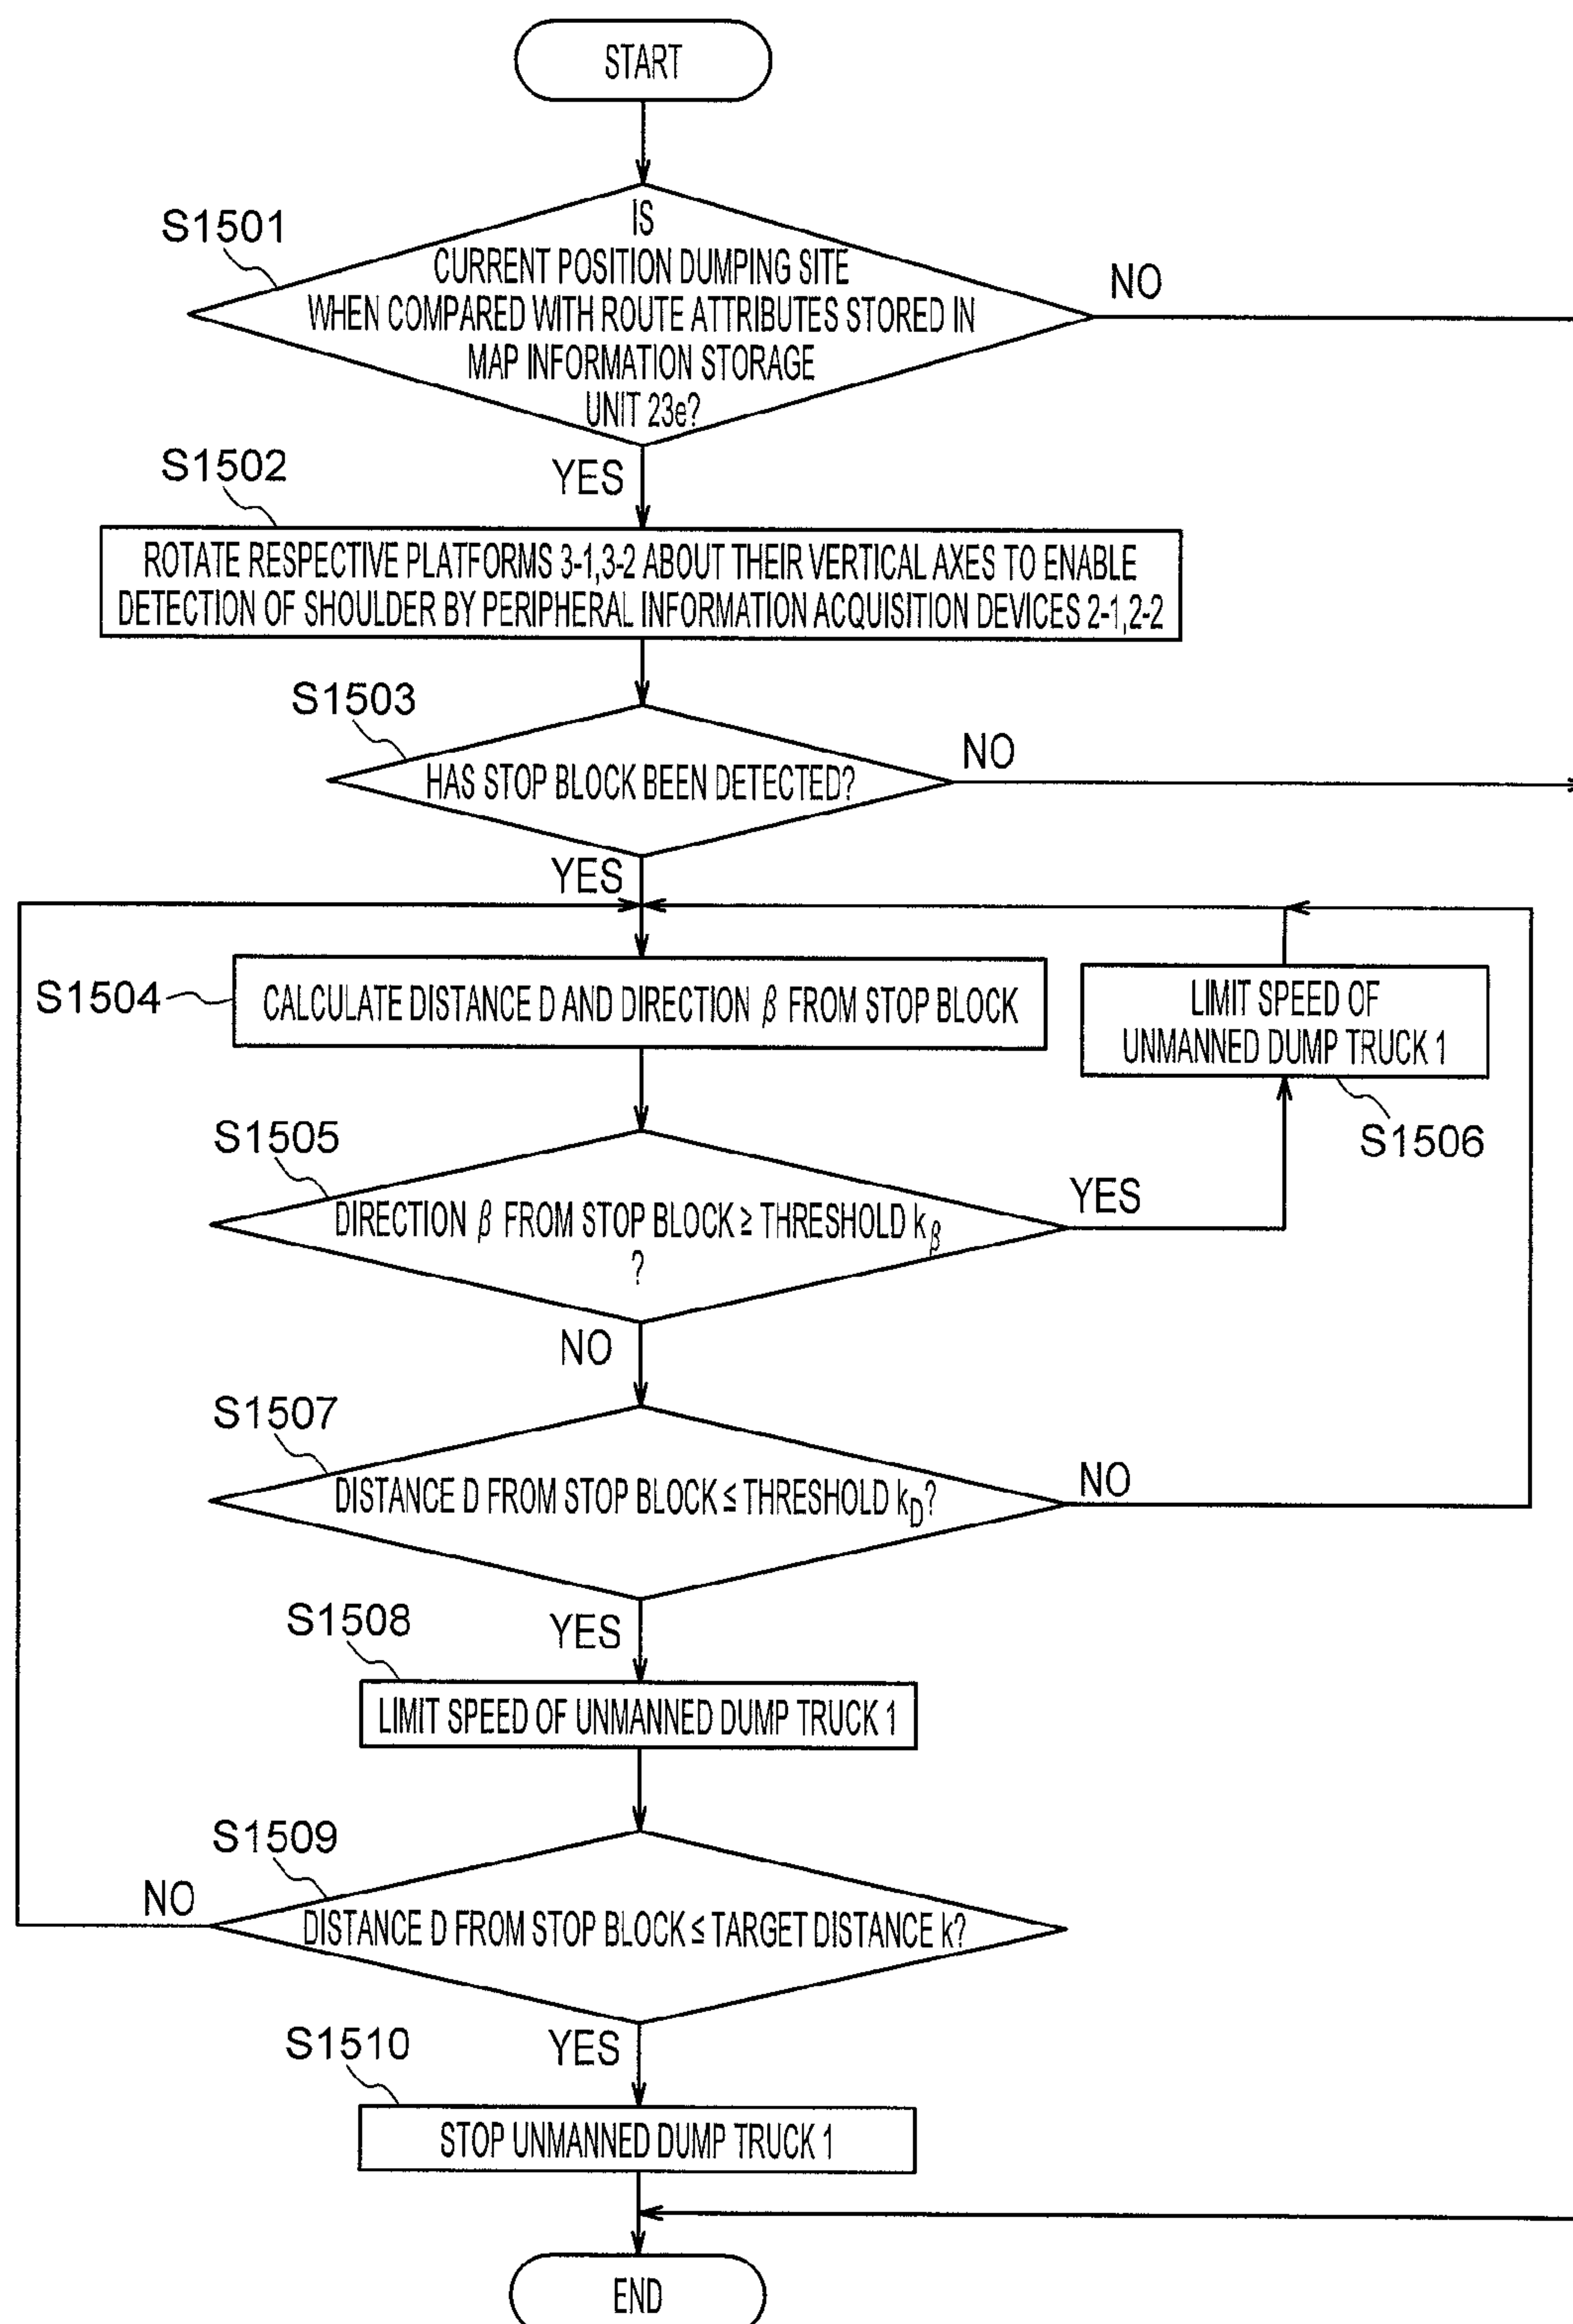 START
S1501
IS
CURRENT POSITION DUMPING SITE
WHEN COMPARED WITH ROUTE ATTRIBUTES STORED IN
MAP INFORMATION STORAGE
UNIT 23e?
NO
YES
S1502
ROTATE RESPECTIVE PLATFORMS 3-1,3-2 ABOUT THEIR VERTICAL AXES TO ENABLE
DETECTION OF SHOULDER BY PERIPHERAL INFORMATION ACQUISITION DEVICES 2-1,2-2
S1503
HAS STOP BLOCK BEEN DETECTED?
NO
YES
S1504
CALCULATE DISTANCE D AND DIRECTION β FROM STOP BLOCK
LIMIT SPEED OF
UNMANNED DUMP TRUCK 1
S1506
S1505
DIRECTION β FROM STOP BLOCK ≥ THRESHOLD kβ
?
YES
NO
S1507
DISTANCE D FROM STOP BLOCK ≤ THRESHOLD kD?
NO
YES
S1508
LIMIT SPEED OF UNMANNED DUMP TRUCK 1
S1509
NO
DISTANCE D FROM STOP BLOCK ≤ TARGET DISTANCE k?
YES
S1510
STOP UNMANNED DUMP TRUCK 1
END